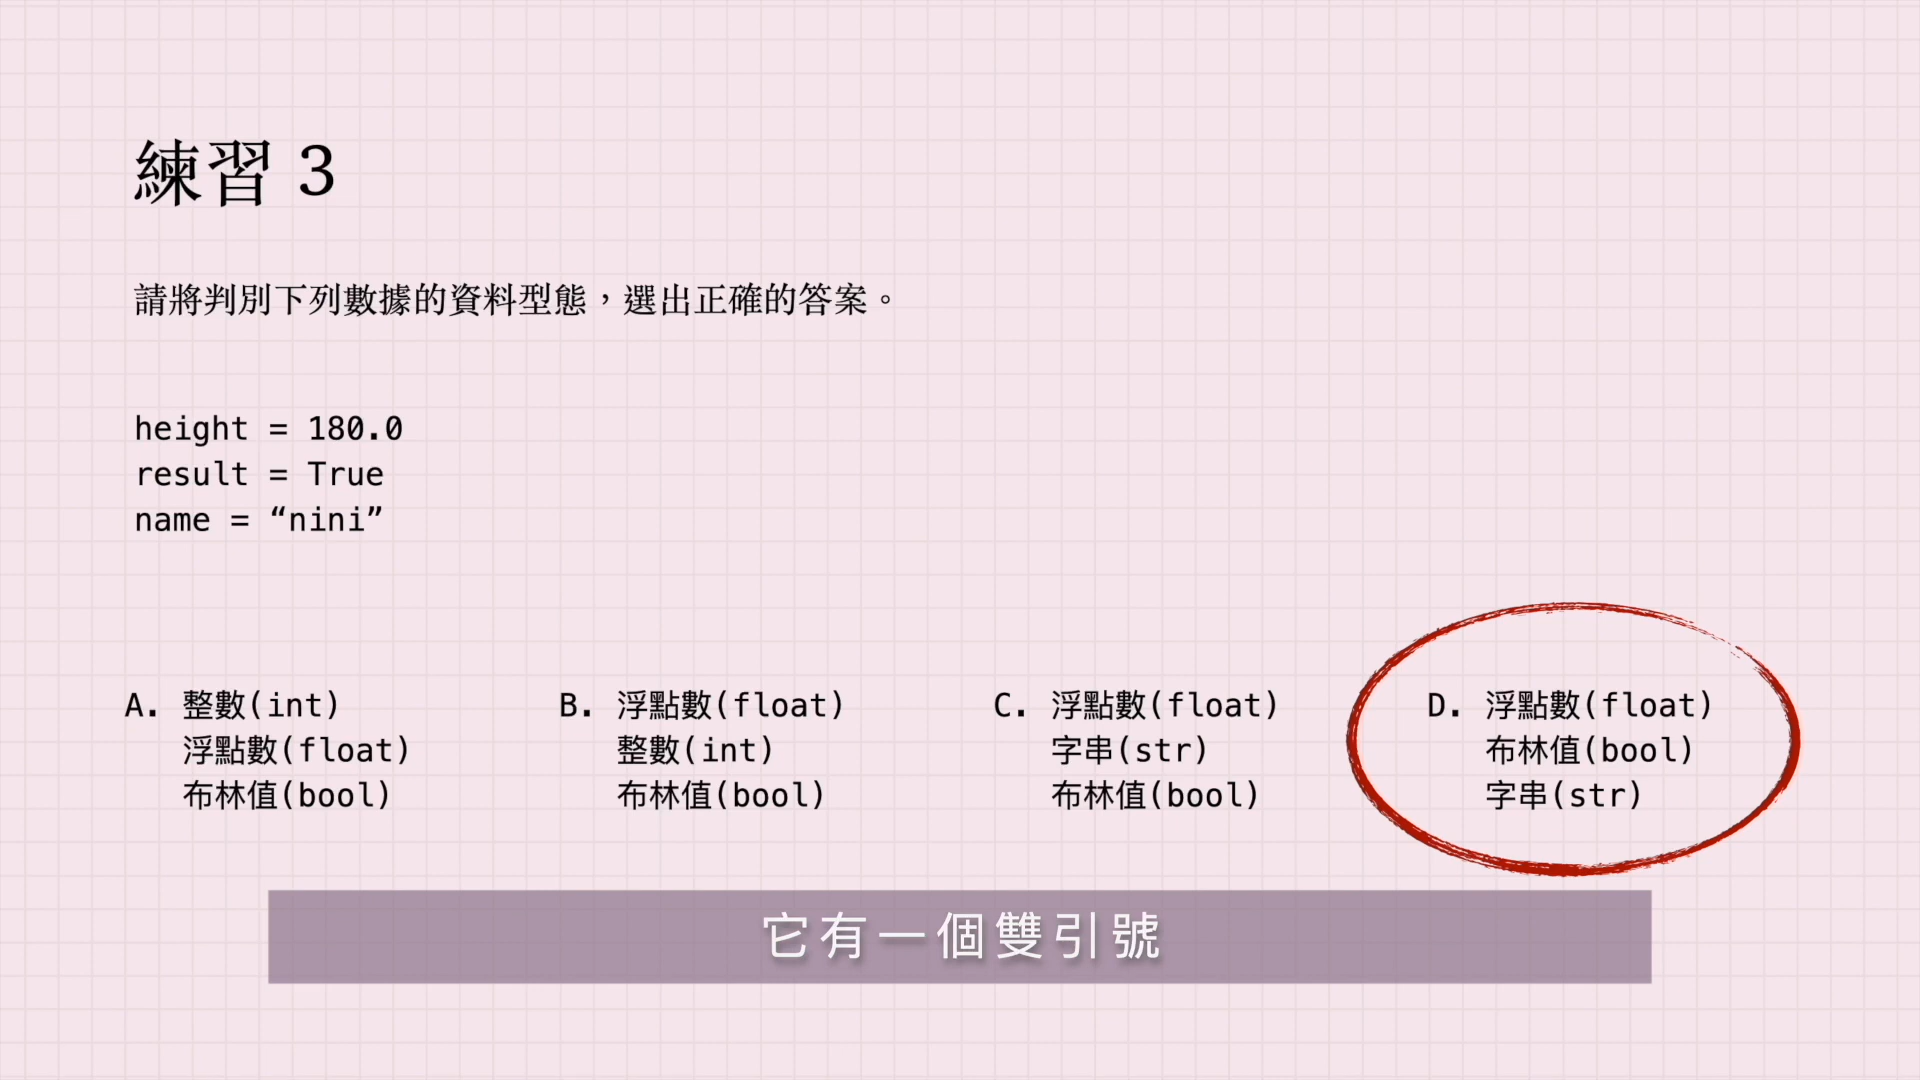 練習 3
請將判別下列數據的資料型態，選出正確的答案。
height = 180.0
result = True
name = “nini”
A. 整數(int)
浮點數(float)
布林值(bool)
B. 浮點數(float)
整數(int)
布林值(bool)
C. 浮點數(float)
字串(str)
布林值(bool)
D. 浮點數(float)
布林值(bool)
字串(str)
它有一個雙引號